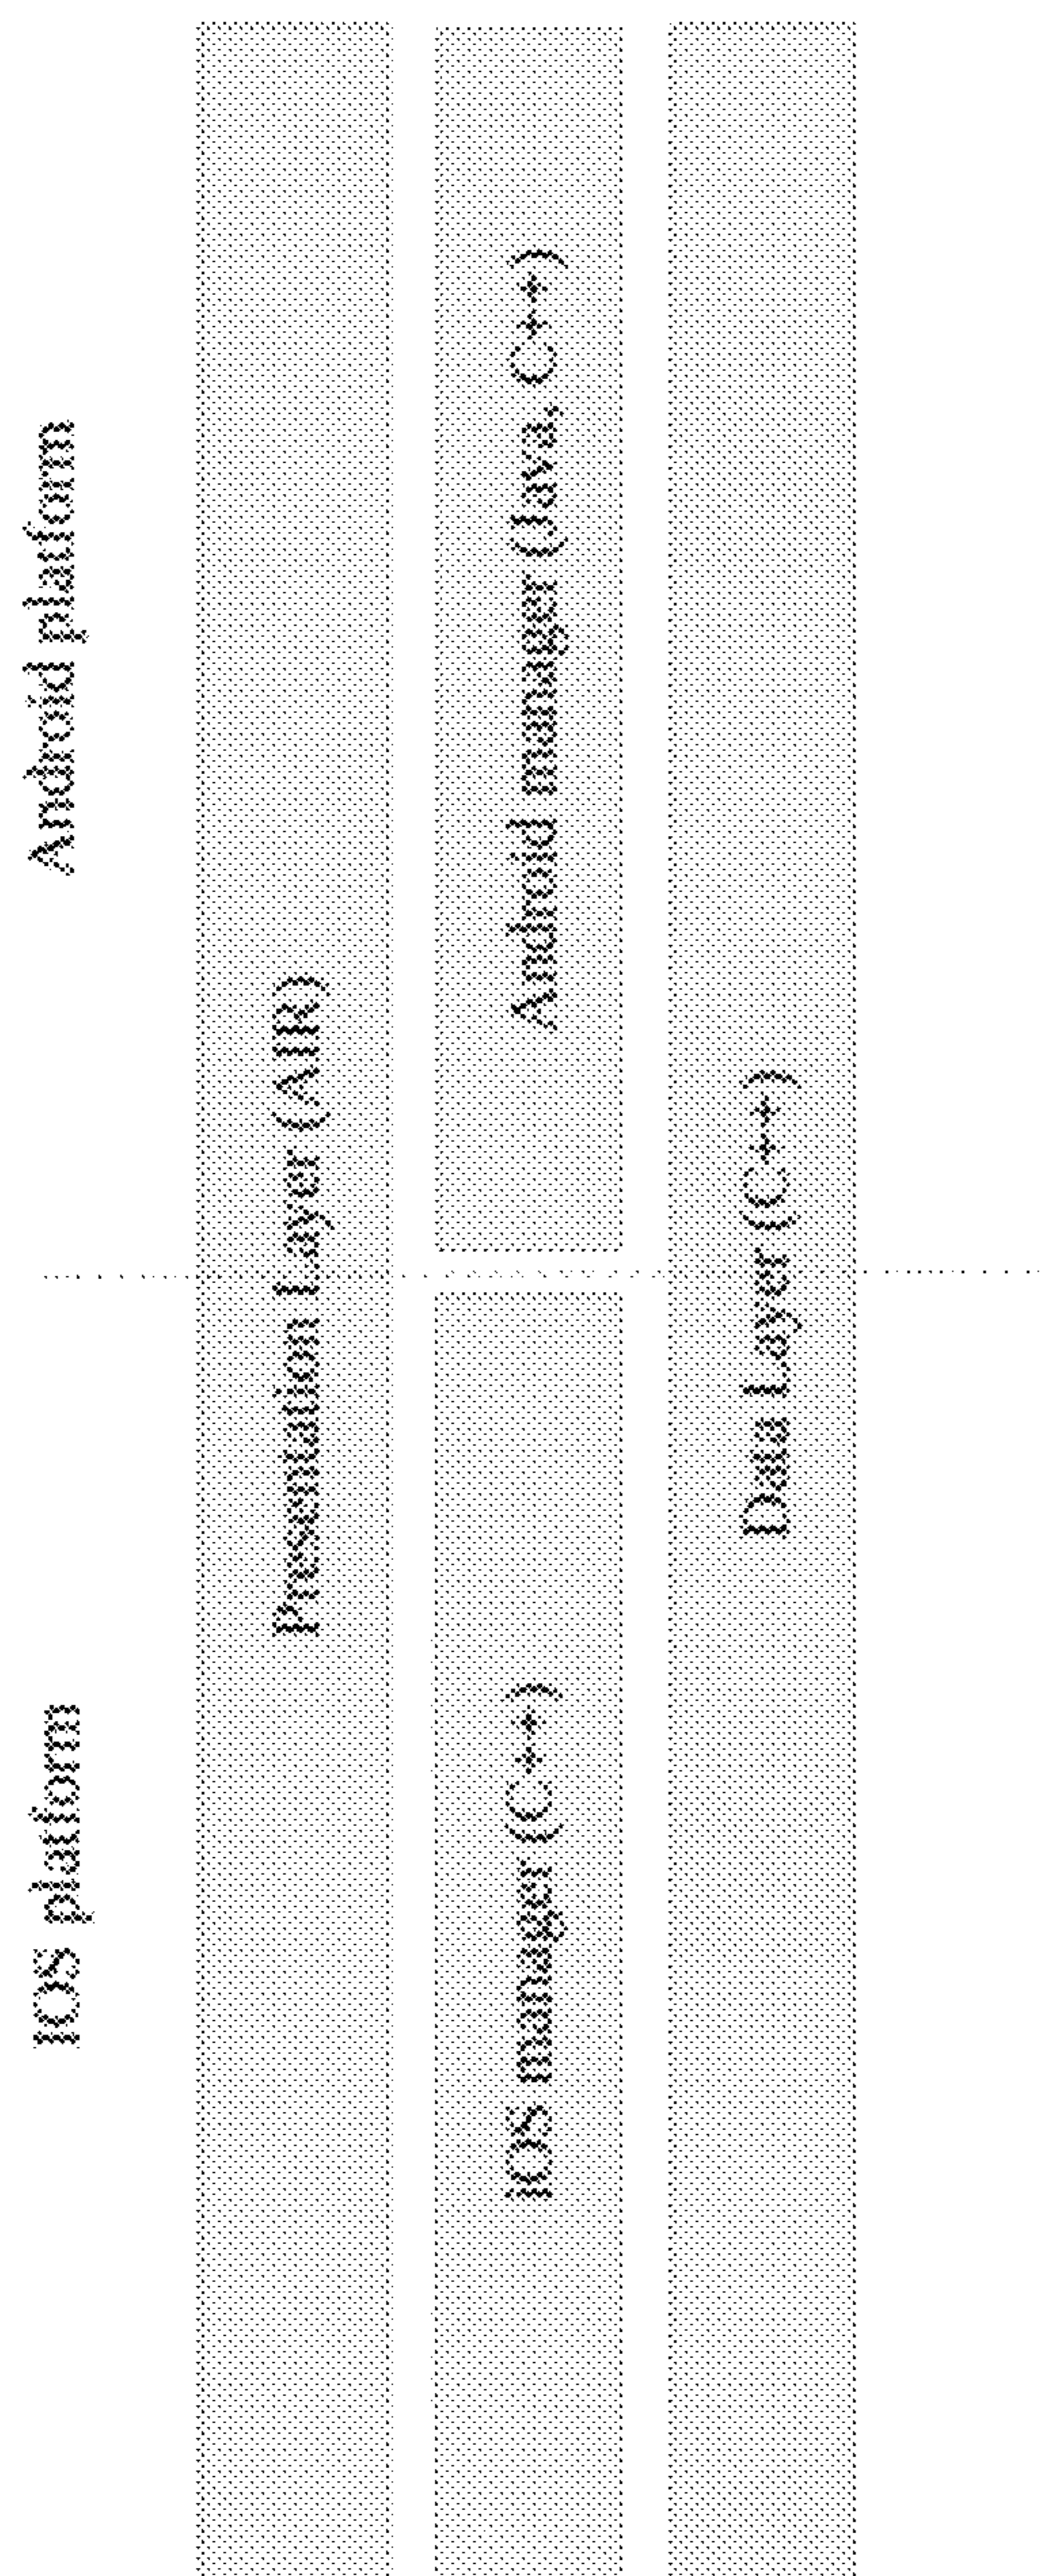 iOS platform
Android platform
Presentation Layer (AIR)
iOS manager (C++)
Android manager (Java, C++)
Data Layer (C++)